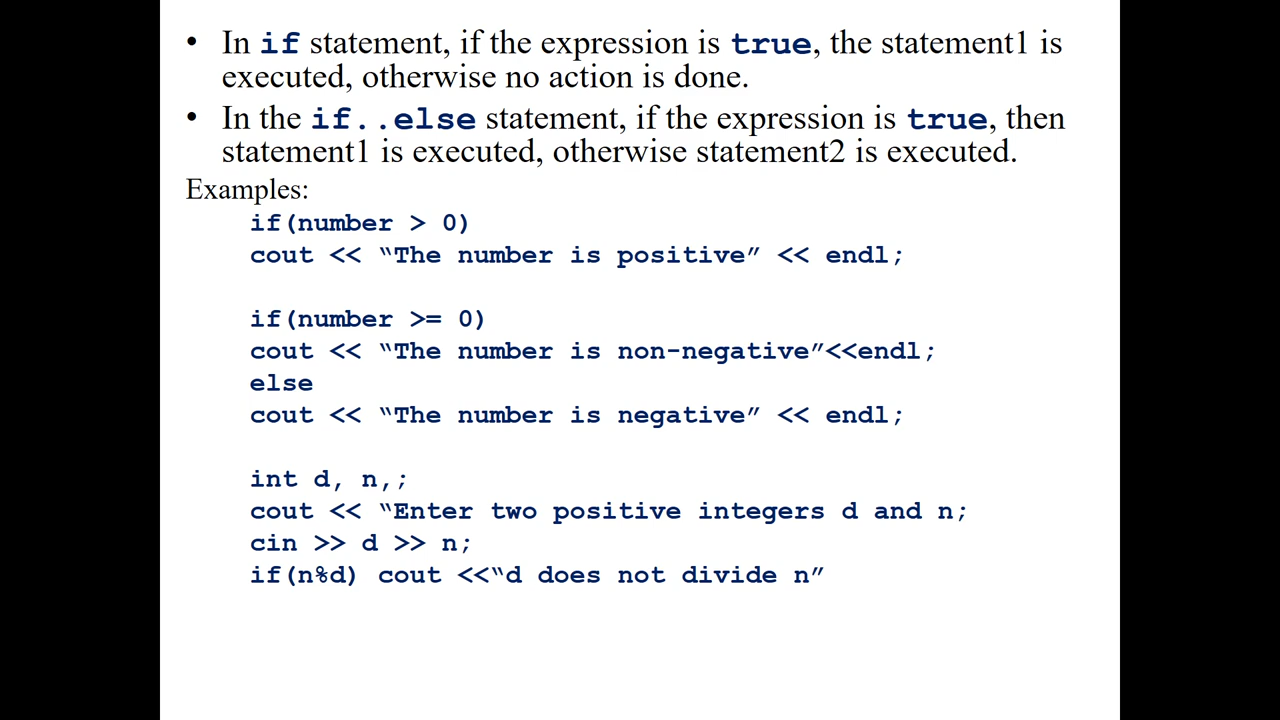 • In if statement, if the expression is true, the statement1 is
executed, otherwise no action is done.
• In the if..else statement, if the expression is true, then
statement1 is executed, otherwise statement2 is executed.
Examples:
if(number > 0)
cout << “The number is positive” << endl;
if(number >= 0)
cout << “The number is non-negative”<<endl;
else
cout << “The number is negative” << endl;
int d, n,;
cout << “Enter two positive integers d and n;
cin >> d >> n;
if(n%d) cout <<“d does not divide n”